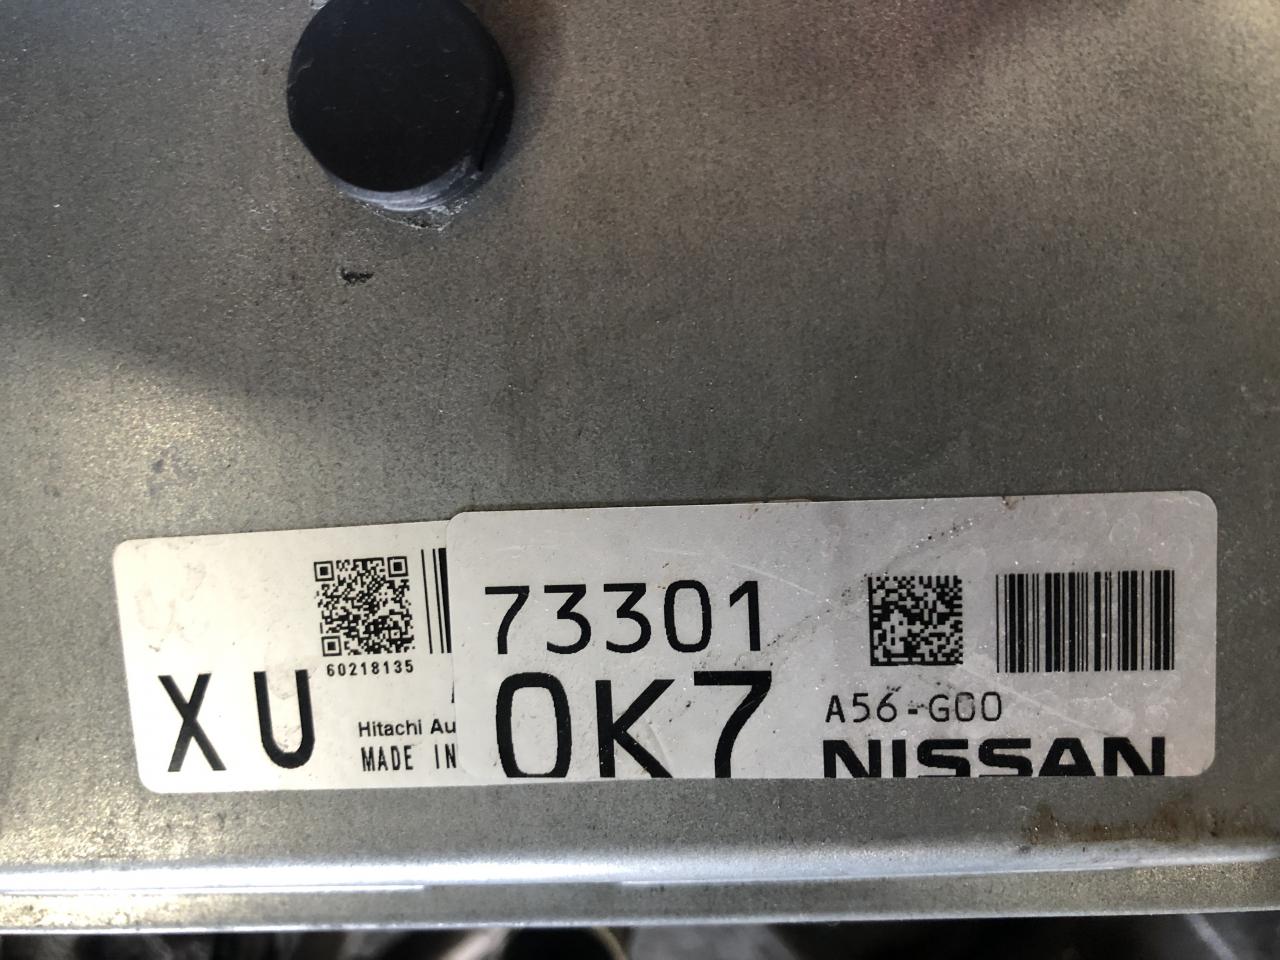 73301
60218135
XU
0K7
A56-G00
Hitachi Au
MADE IN
NISSAN